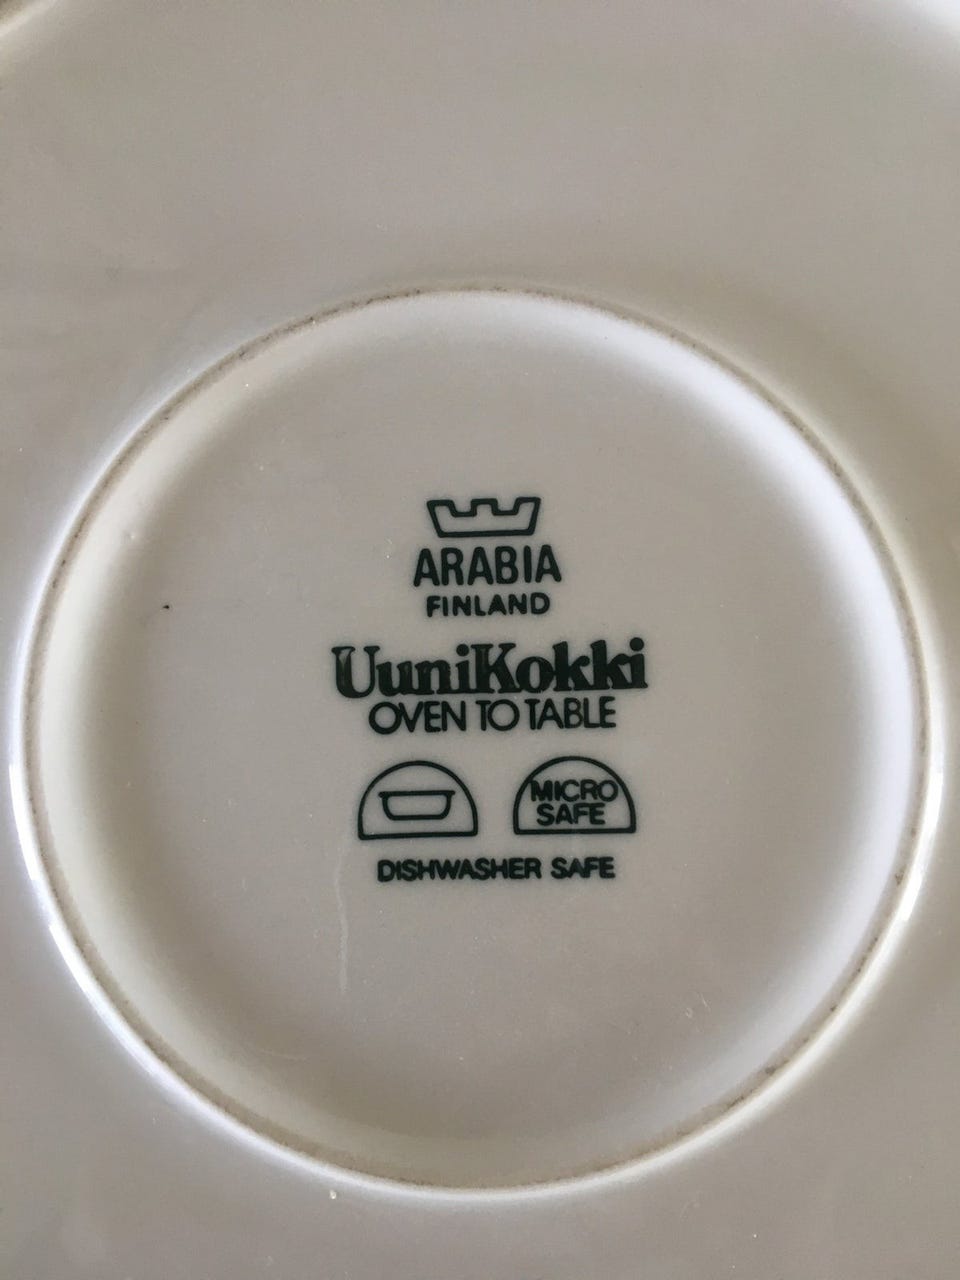 ARABIA
FINLAND
UuniKokki
OVEN TO TABLE
MICRO
SAFE
DISHWASHER SAFE